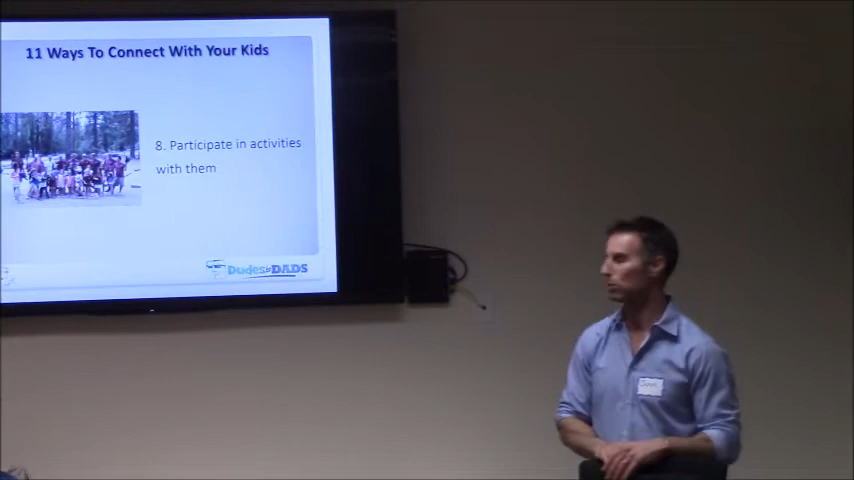 11 Ways To Connect With Your Kids
8. Participate in activities
with them
Dudes to DADS